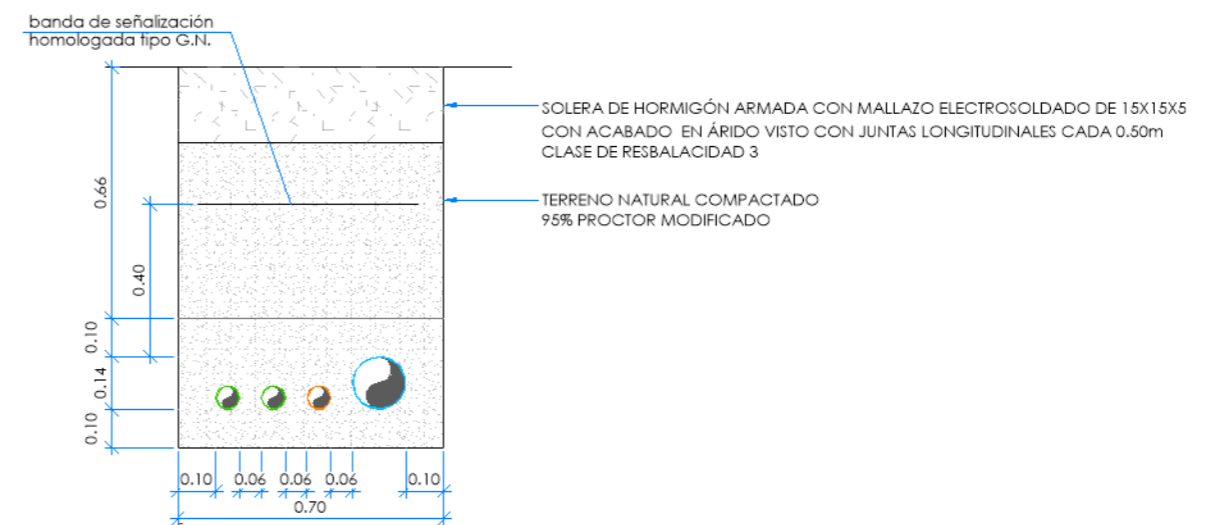 banda de señalización
homologada tipo G.N.
SOLERA DE HORMIGÓN ARMADA CON MALLAZO ELECTROSOLDADO DE 15X15X5
CON ACABADO EN ÁRIDO VISTO CON JUNTAS LONGITUDINALES CADA 0.50m
CLASE DE RESBALACIDAD 3
TERRENO NATURAL COMPACTADO
95% PROCTOR MODIFICADO
0.66
0.40
0.10
0.14
0.10
0.10 0.06 0.06 0.06 0.10
0.70